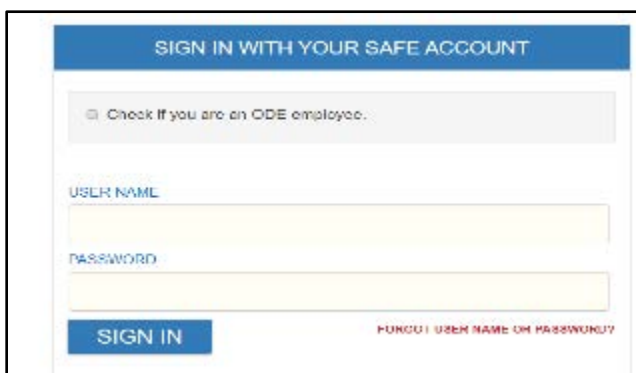 SIGN IN WITH YOUR SAFE ACCOUNT
Check if you are an ODE employee.
USER NAME
PASSWORD
SIGN IN
FORGOT USER NAME OR PASSWORD?